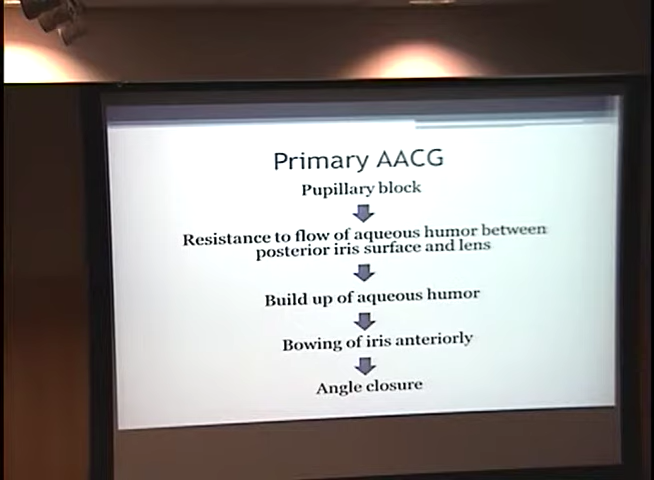 Primary AACG
Pupillary block
Resistance to flow of aqueous humor between
posterior iris surface and lens
Build up of aqueous humor
Bowing of iris anteriorly
Angle closure